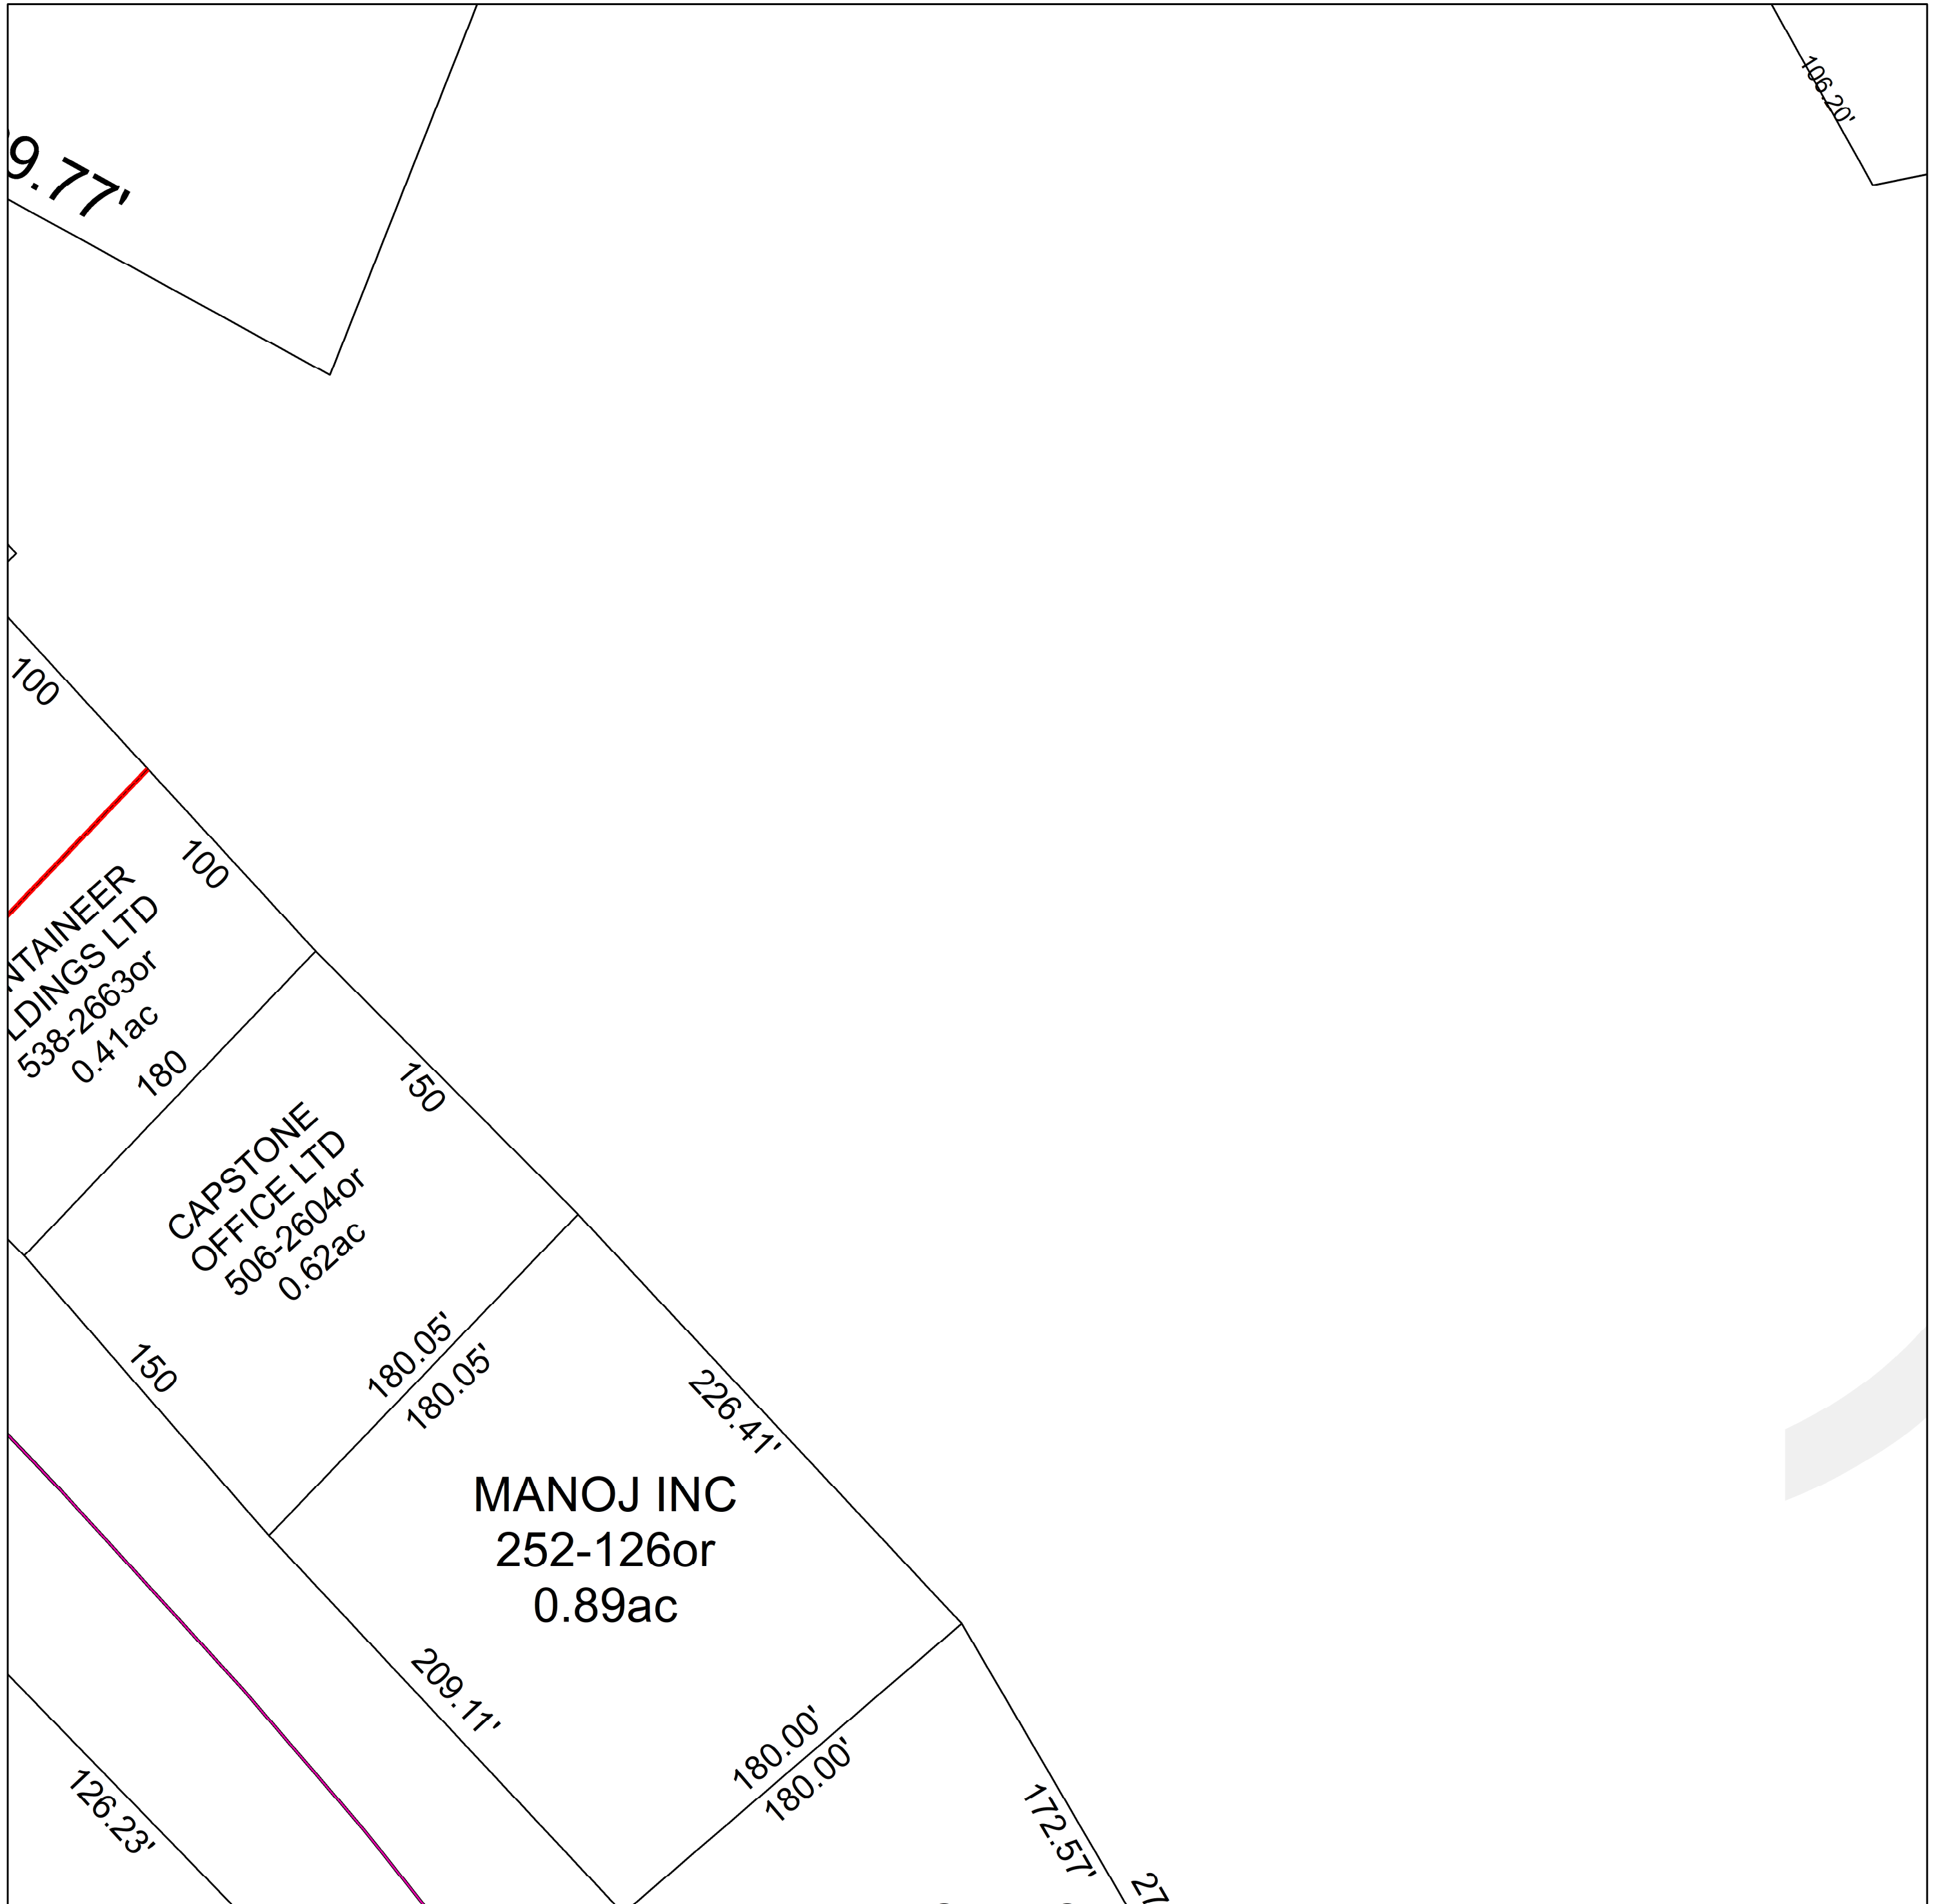 106.20'
9.77'
100
100
NTAINEER
LDINGS LTD
538-2663or
0.41ac
180
150
CAPSTONE
OFFICE LTD
506-2604or
0.62ac
180.05'
180.05'
150
226.41'
MANOJ INC
252-126or
0.89ac
209.11'
180.00'
180.00'
172.57'
27
126.23'